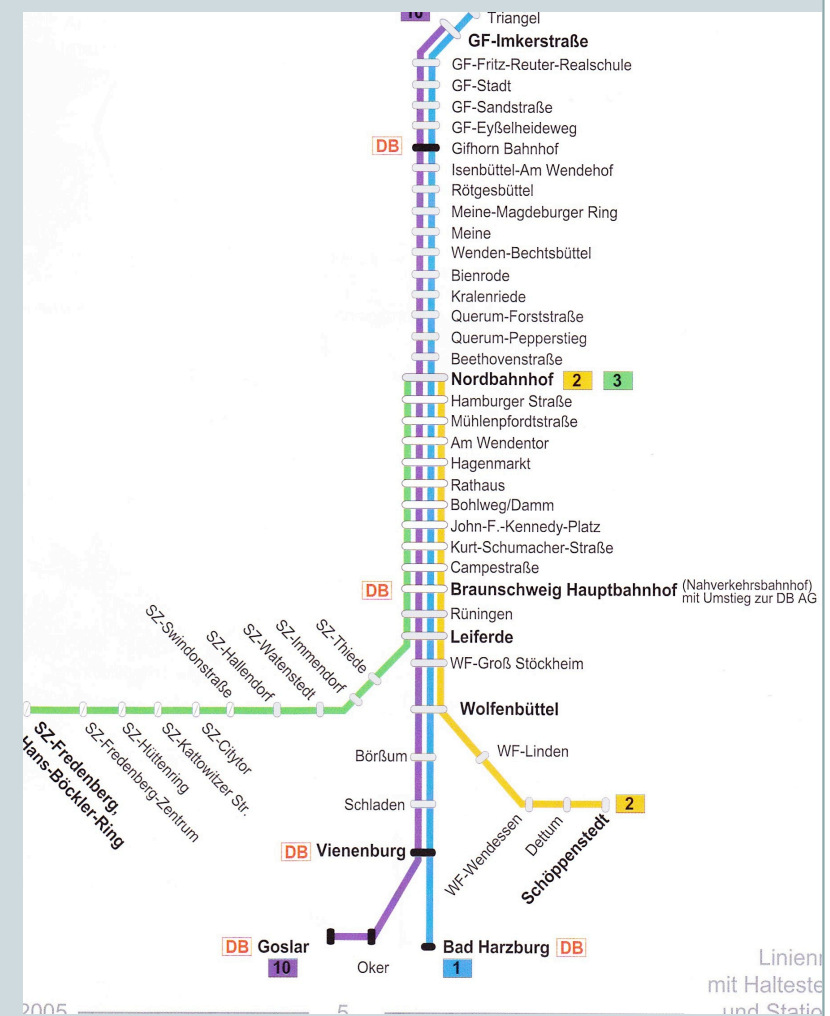 10
Triangel
GF-Imkerstraße
GF-Fritz-Reuter-Realschule
GF-Stadt
GF-Sandstraße
GF-Eyßelheideweg
DB
Gifhorn Bahnhof
Isenbüttel-Am Wendehof
Rötgesbüttel
Meine-Magdeburger Ring
Meine
Wenden-Bechtsbüttel
Bienrode
Kralenriede
Querum-Forststraße
Querum-Pepperstieg
Beethovenstraße
Nordbahnhof 2 3
Hamburger Straße
Mühlenpfordtstraße
Am Wendentor
Hagenmarkt
Rathaus
Bohlweg/Damm
John-F.-Kennedy-Platz
Kurt-Schumacher-Straße
Campestraße
DB
Braunschweig Hauptbahnhof (Nahverkehrsbahnhof)
mit Umstieg zur DB AG
Rüningen
Leiferde
WF-Groß Stöckheim
SZ-Swindonstraße
SZ-Hallendorf
SZ-Watenstedt
SZ-Immendorf
SZ-Thiede
SZ-Fredenberg,
Hans-Böckler-Ring
SZ-Fredenberg-Zentrum
SZ-Hüttenring
SZ-Kattowitzer Str.
SZ-Citytor
Wolfenbüttel
WF-Linden
Börßum
Schladen
2
WF-Wendessen
Dettum
Schöppenstedt
DB Vienenburg
DB Goslar
10
Oker
Bad Harzburg DB
1
Linien
mit Halteste
und Statio
2005
5